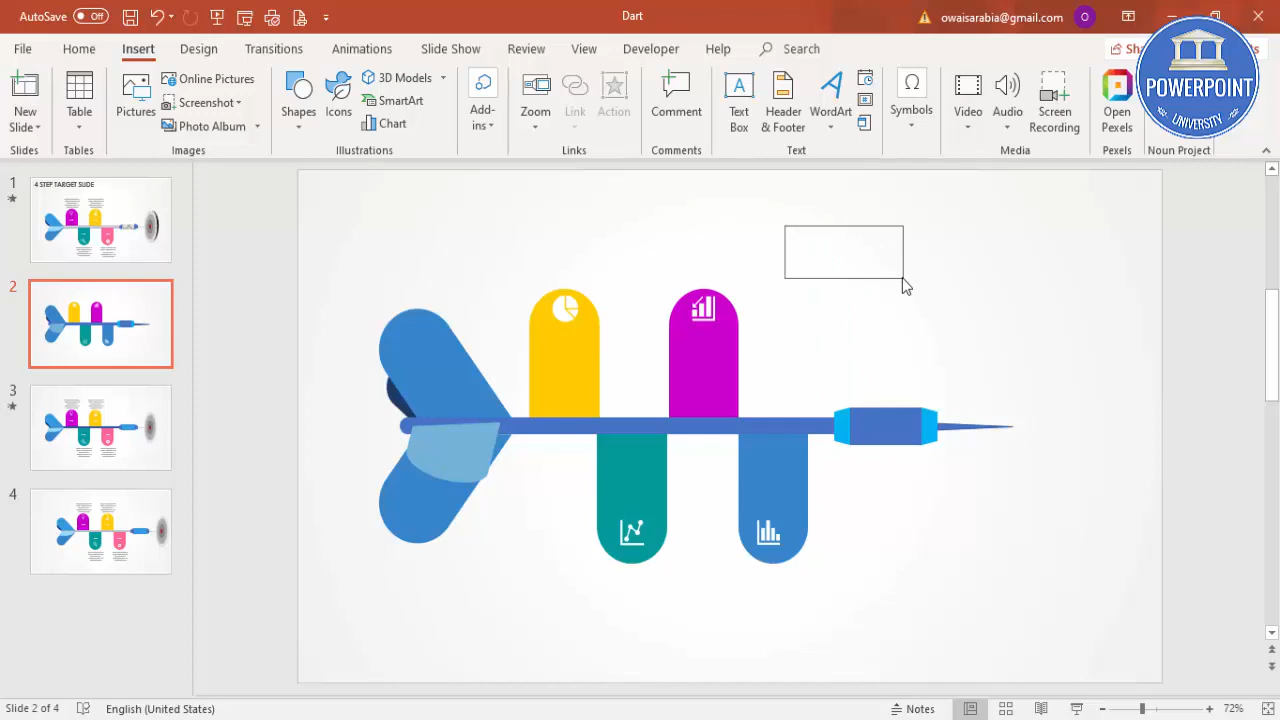 AutoSave Off
Dart
owaisarabia@gmail.com
O
File Home Insert Design Transitions Animations Slide Show Review View Developer Help Search
New Slide
Table
Pictures
Online Pictures
Screenshot
Photo Album
Shapes
Icons
3D Models
SmartArt
Chart
Add-ins
Zoom
Link
Action
Comment
Text Box
Header & Footer
WordArt
Symbols
Video
Audio
Screen Recording
Open Pexels
POWERPOINT
UNIVERSITY
Slides Tables Images Illustrations Links Comments Text Media Pexels Noun Project
1
4 STEP TARGET SLIDE
2
3
4
Slide 2 of 4
English (United States)
Notes
72%